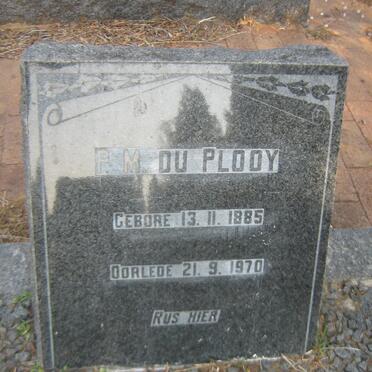 P. M. DU PLOOY
GEBORE 13. 11. 1885
OORLEDE 21. 9. 1970
RUS HIER